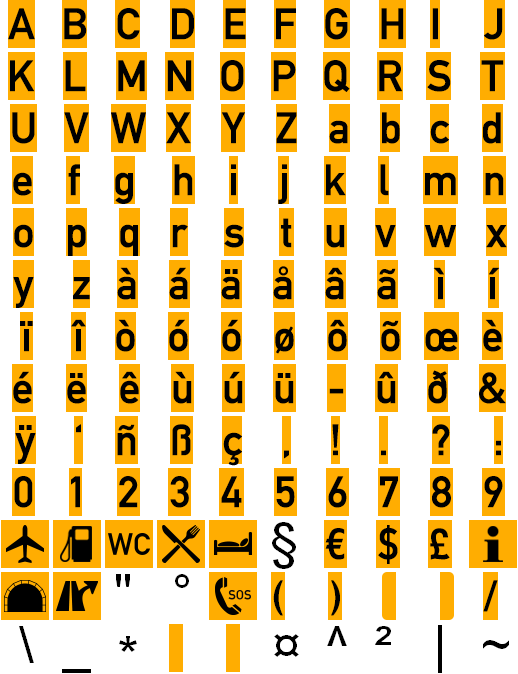 A B C D E F G H I J
K L M N O P Q R S T
U V W X Y Z a b c d
e f g h i j k l m n
o p q r s t u v w x
y z à á ä å â ã ì í
ï î ò ó ó ø ô õ œ è
é ë ê ù ú ü - û ð &
ÿ ' ñ ß ç , ! . ? :
0 1 2 3 4 5 6 7 8 9
WC § € $ £ i
" ° SOS ( ) /
\ _ * ¤ ^ ² | ~